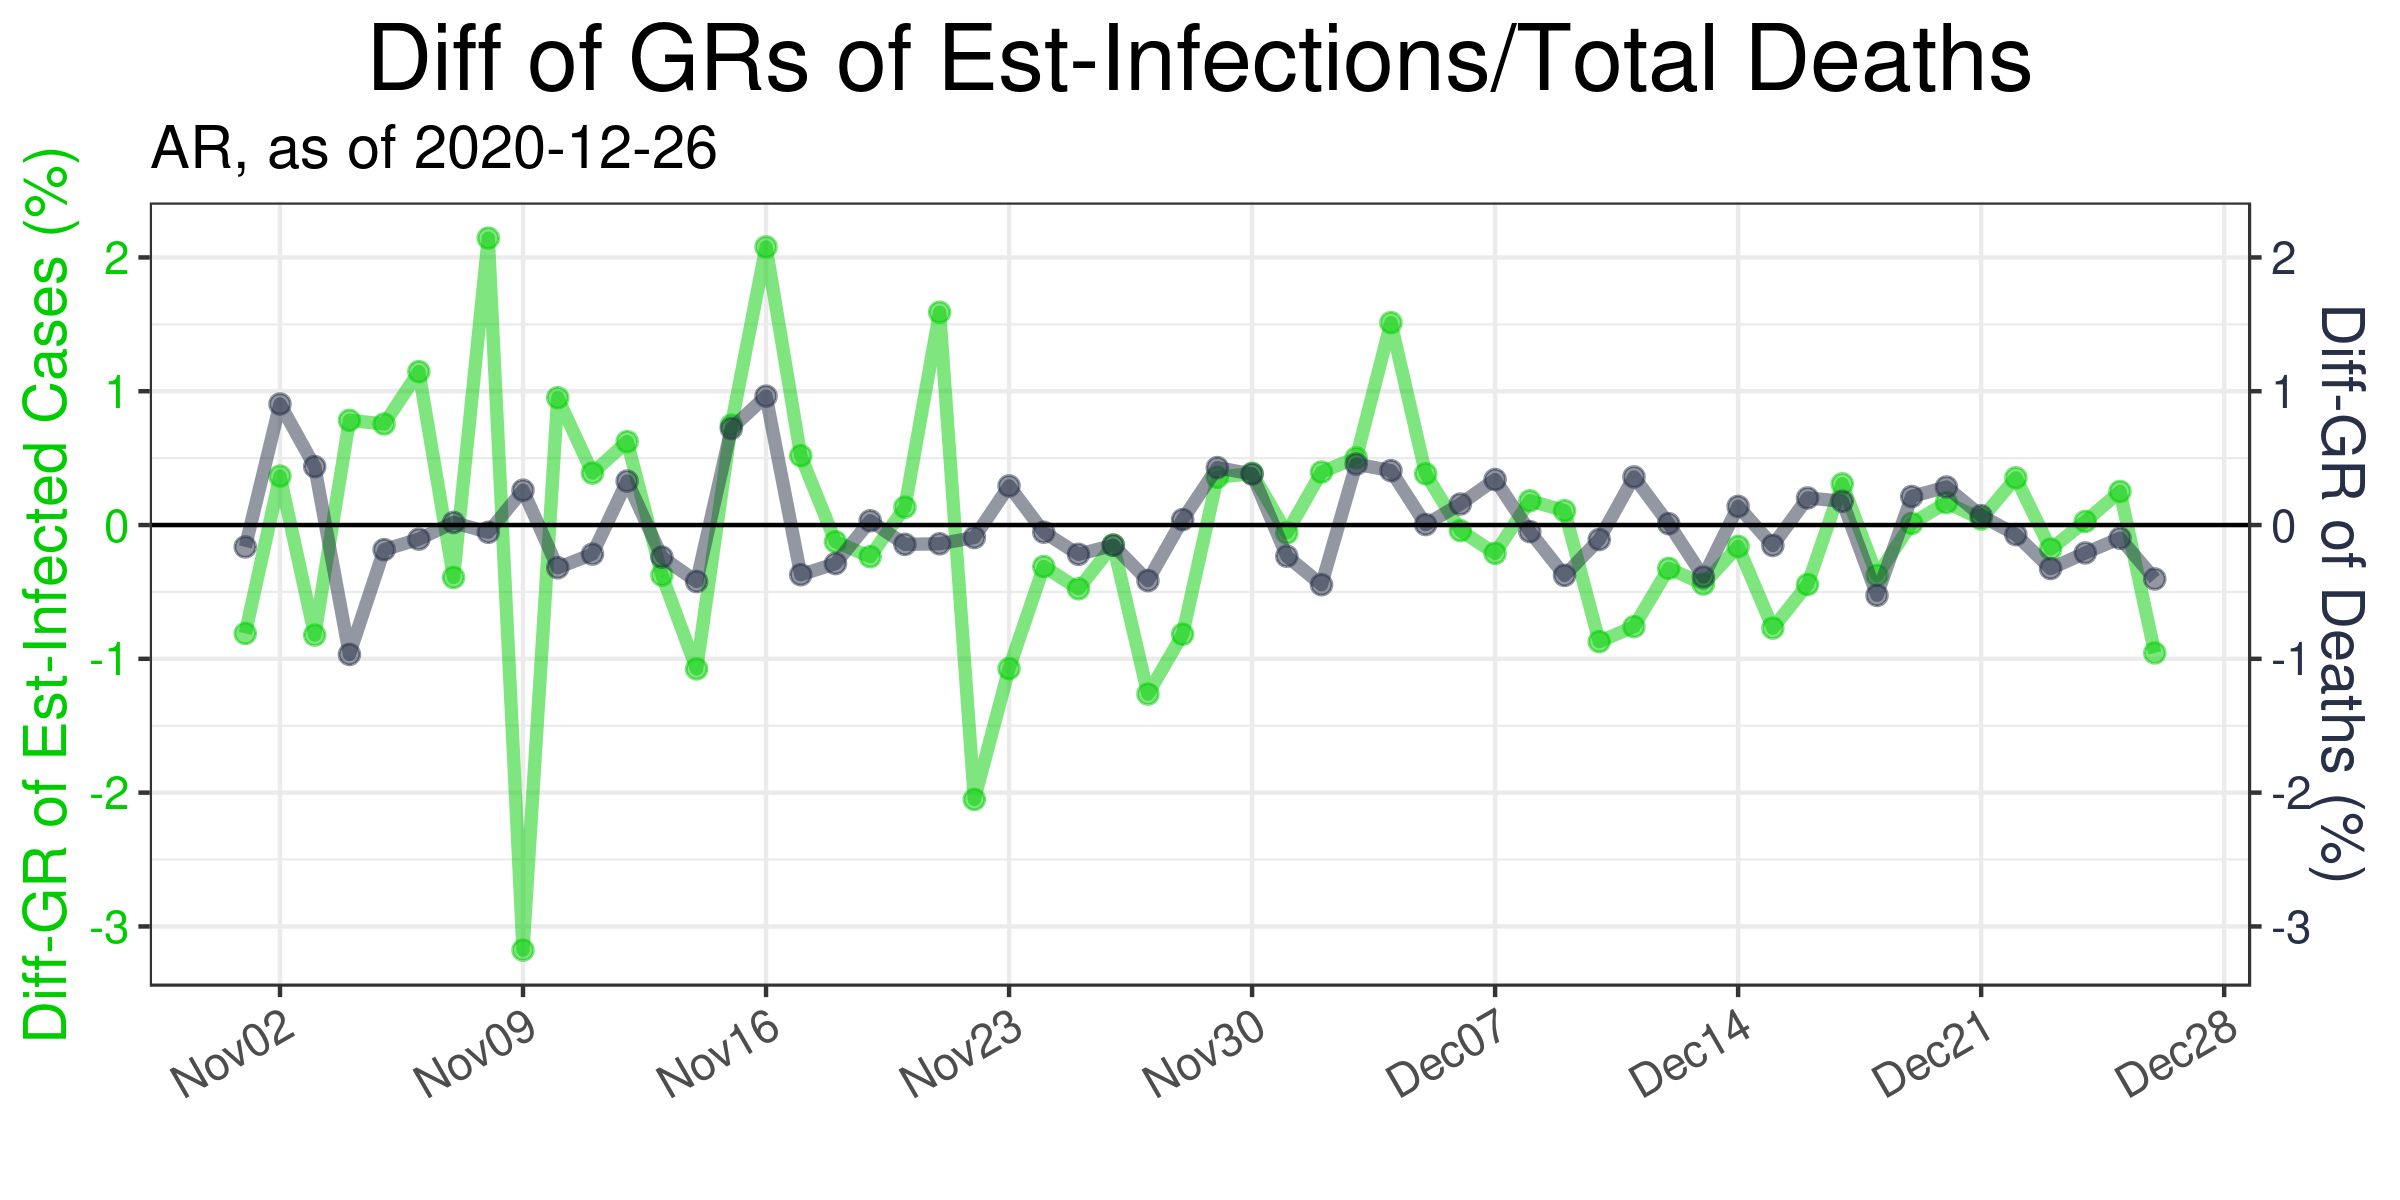 Diff of GRs of Est-Infections/Total Deaths
AR, as of 2020-12-26
Diff-GR of Est-Infected Cases (%)
2
1
0
-1
-2
-3
2
1
0
-1
-2
-3
Diff-GR of Deaths (%)
Nov02
Nov09
Nov16
Nov23
Nov30
Dec07
Dec14
Dec21
Dec28